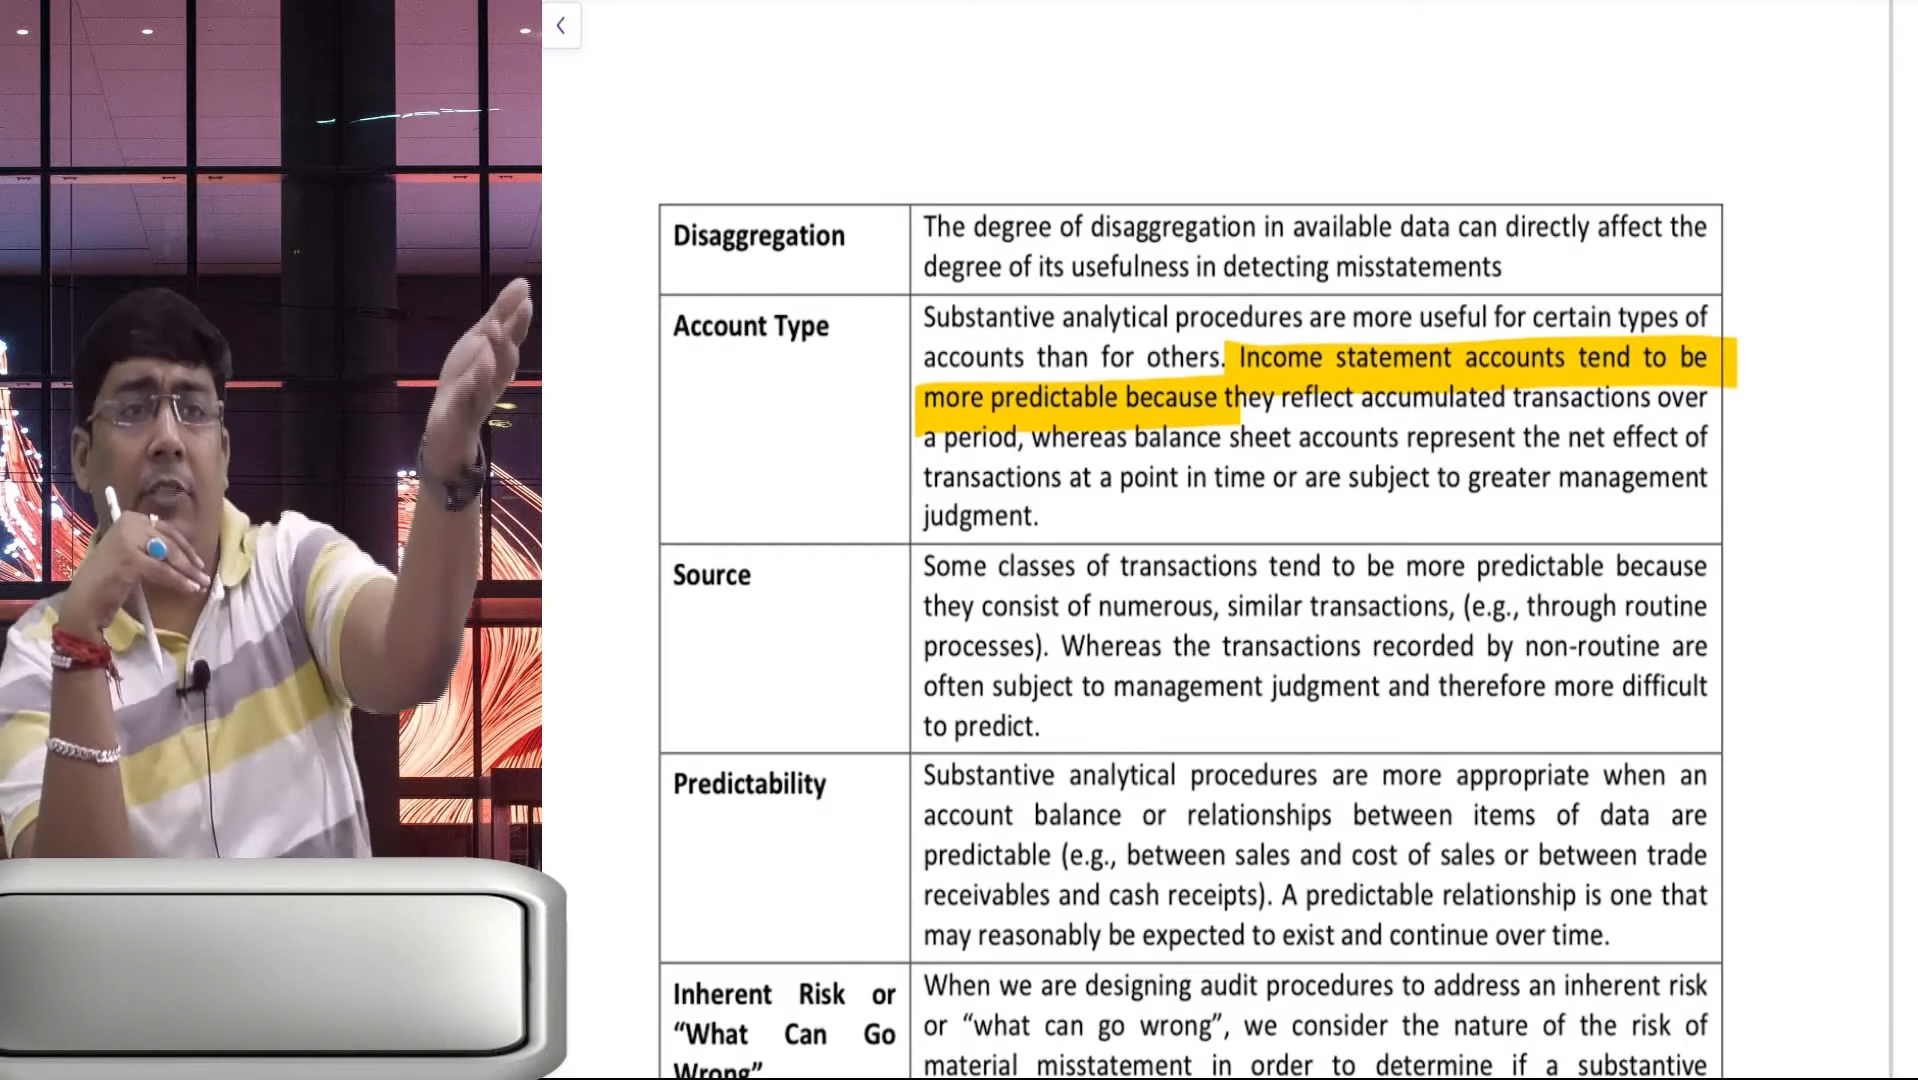 Disaggregation
The degree of disaggregation in available data can directly affect the
degree of its usefulness in detecting misstatements
Account Type
Substantive analytical procedures are more useful for certain types of
accounts than for others. Income statement accounts tend to be
more predictable because they reflect accumulated transactions over
a period, whereas balance sheet accounts represent the net effect of
transactions at a point in time or are subject to greater management
judgment.
Source
Some classes of transactions tend to be more predictable because
they consist of numerous, similar transactions, (e.g., through routine
processes). Whereas the transactions recorded by non-routine are
often subject to management judgment and therefore more difficult
to predict.
Predictability
Substantive analytical procedures are more appropriate when an
account balance or relationships between items of data are
predictable (e.g., between sales and cost of sales or between trade
receivables and cash receipts). A predictable relationship is one that
may reasonably be expected to exist and continue over time.
Inherent Risk or
“What Can Go
Wrong”
When we are designing audit procedures to address an inherent risk
or “what can go wrong”, we consider the nature of the risk of
material misstatement in order to determine if a substantive